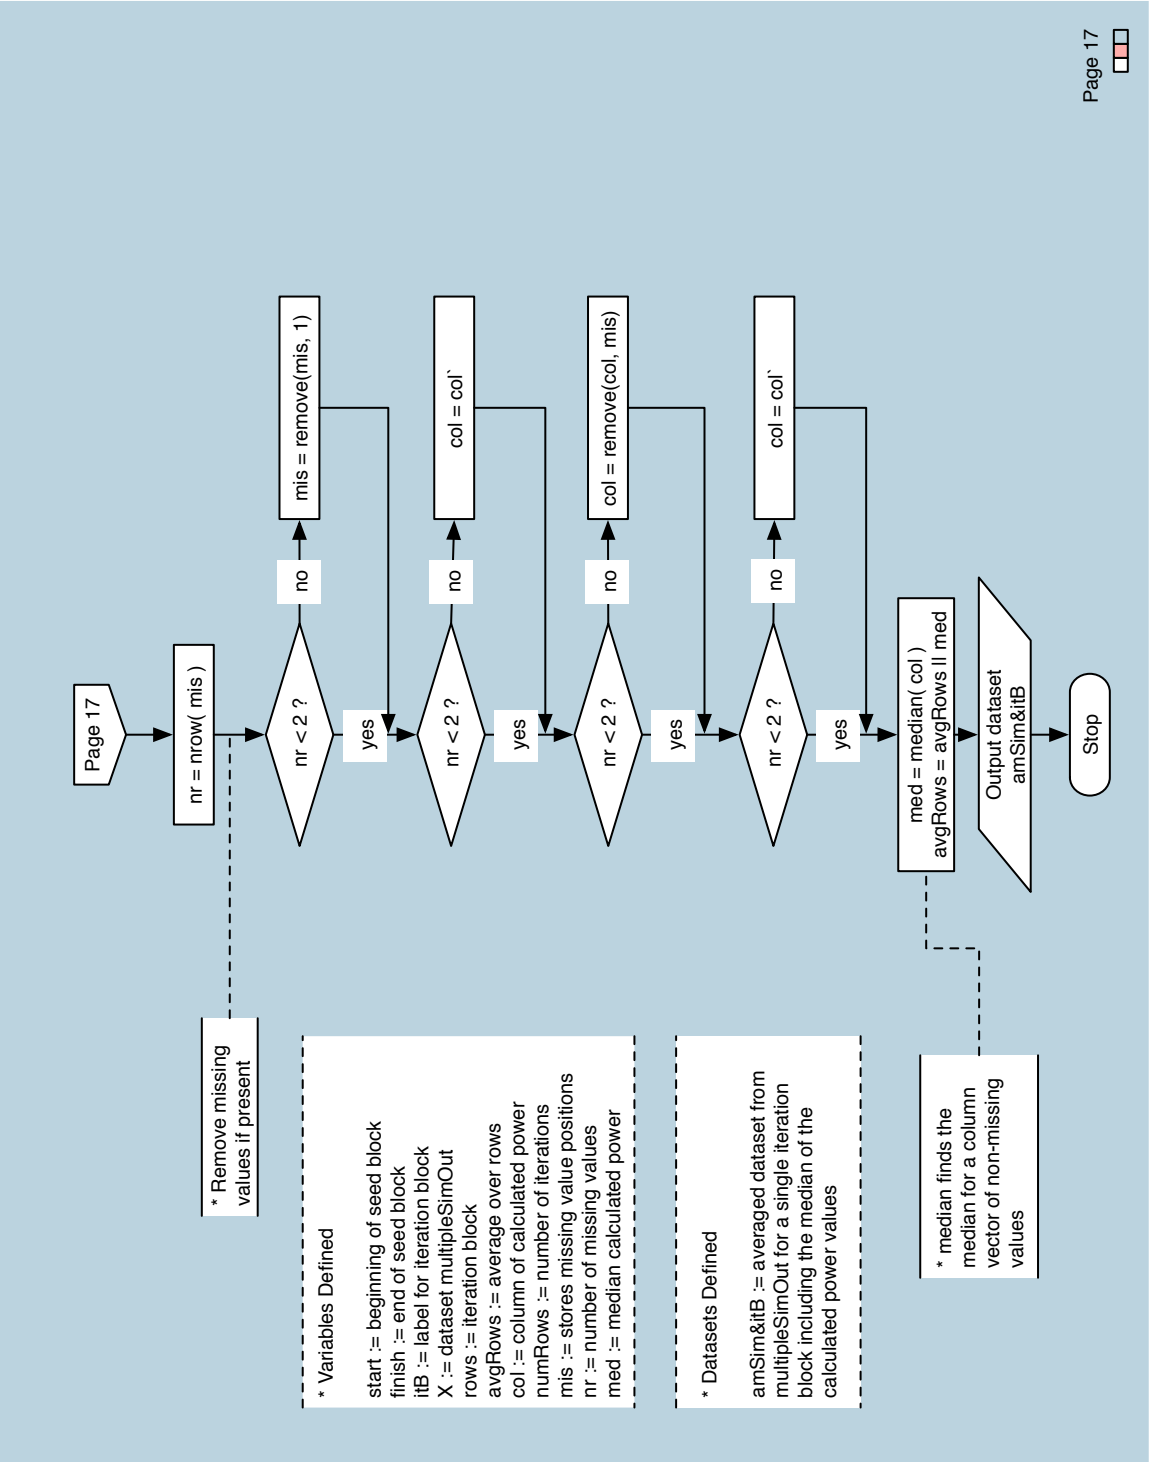 Page 17
Page 17
nr = nrow( mis )
* Remove missing
values if present
nr < 2 ?
no
mis = remove(mis, 1)
yes
nr < 2 ?
no
col = col`
yes
nr < 2 ?
no
col = remove(col, mis)
yes
nr < 2 ?
no
col = col`
yes
med = median( col )
avgRows = avgRows II med
Output dataset
amSim&itB
Stop
* Variables Defined
start := beginning of seed block
finish := end of seed block
itB := label for iteration block
X := dataset multipleSimOut
rows := iteration block
avgRows := average over rows
col := column of calculated power
numRows := number of iterations
mis := stores missing value positions
nr := number of missing values
med := median calculated power
* Datasets Defined
amSim&itB := averaged dataset from
multipleSimOut for a single iteration
block including the median of the
calculated power values
* median finds the
median for a column
vector of non-missing
values